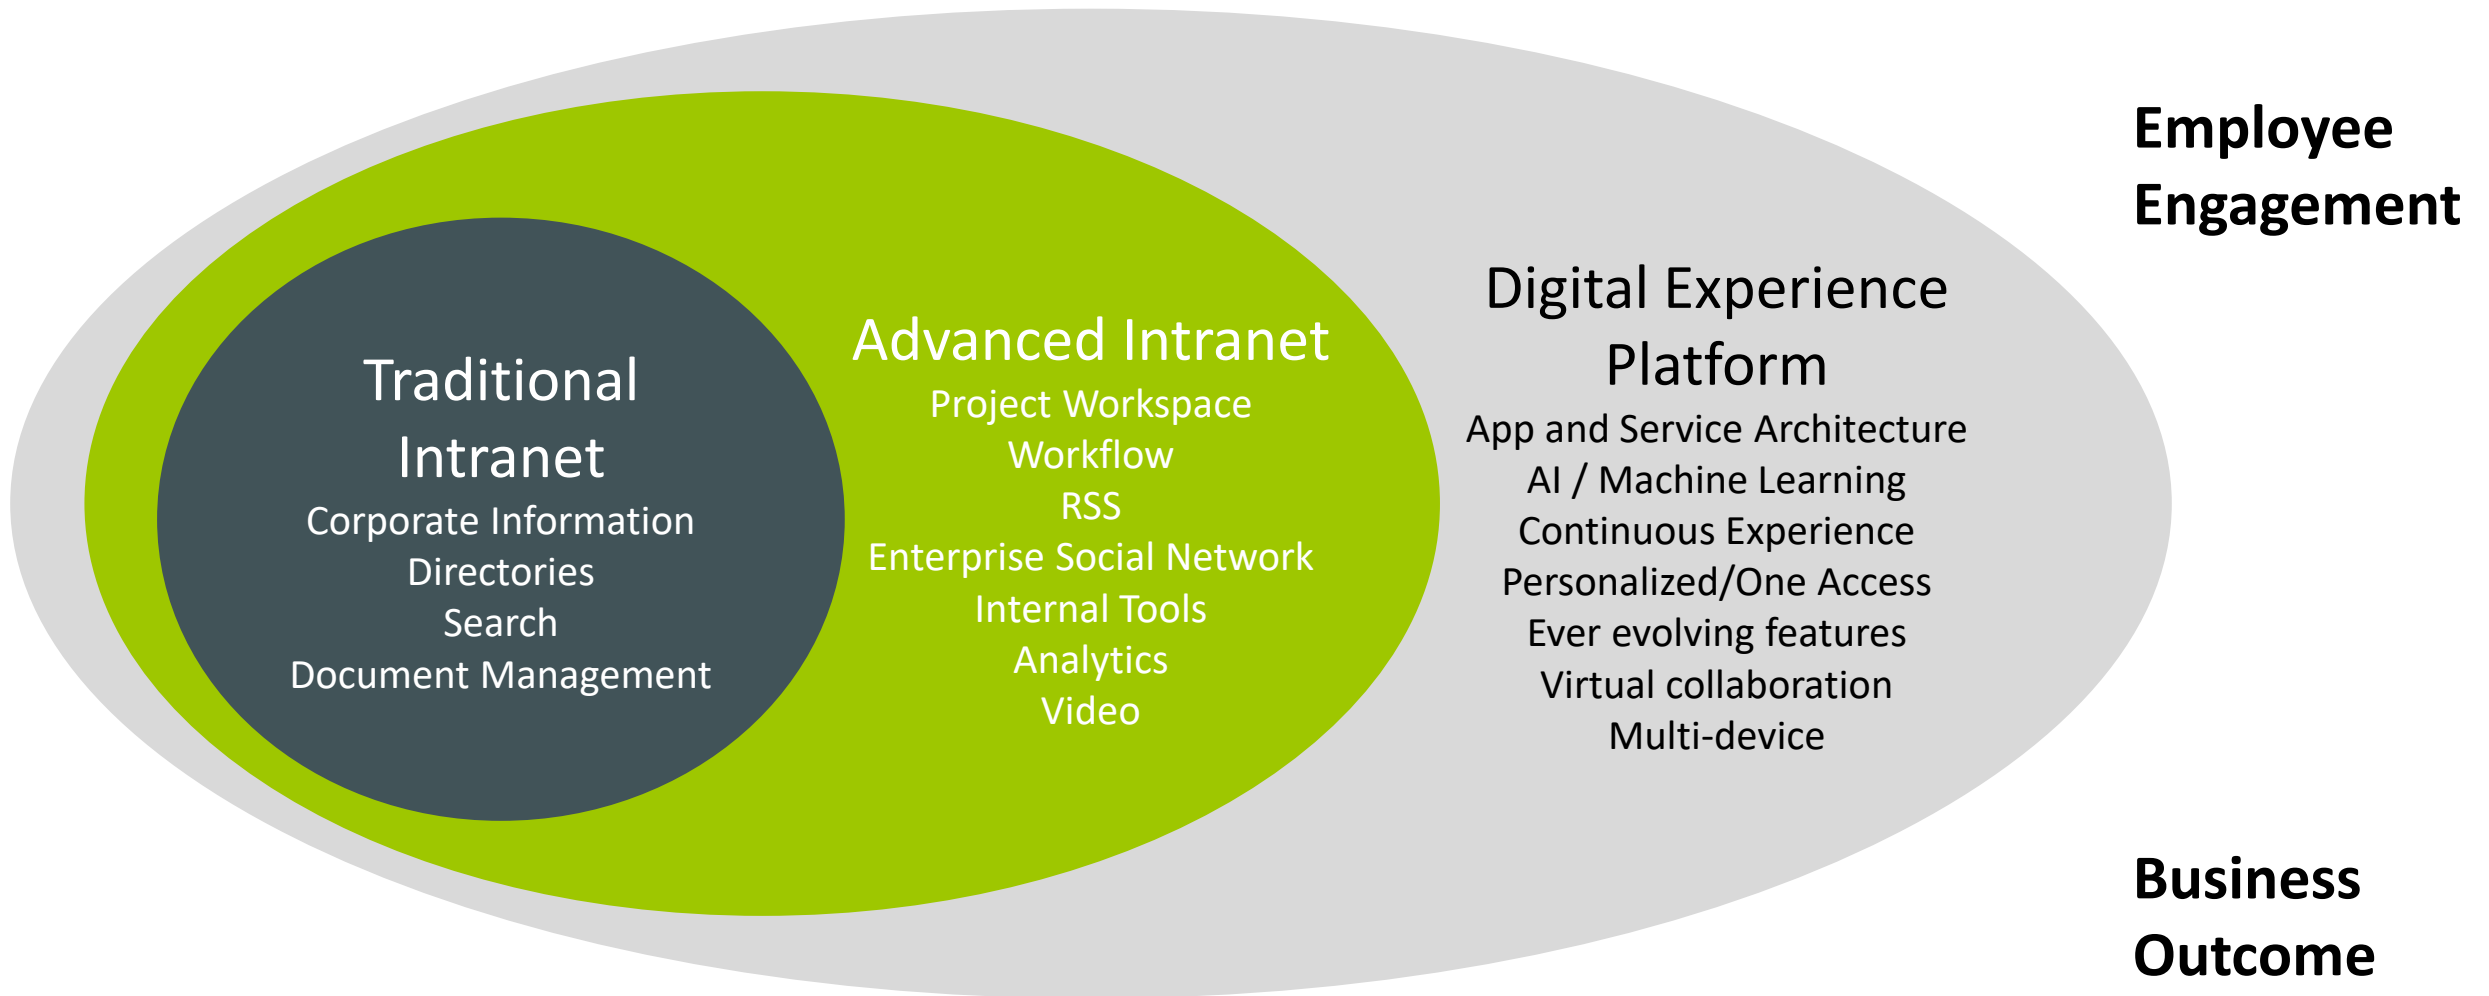 Traditional
Intranet
Corporate Information
Directories
Search
Document Management
Advanced Intranet
Project Workspace
Workflow
RSS
Enterprise Social Network
Internal Tools
Analytics
Video
Digital Experience
Platform
App and Service Architecture
AI / Machine Learning
Continuous Experience
Personalized/One Access
Ever evolving features
Virtual collaboration
Multi-device
Employee
Engagement
Business
Outcome